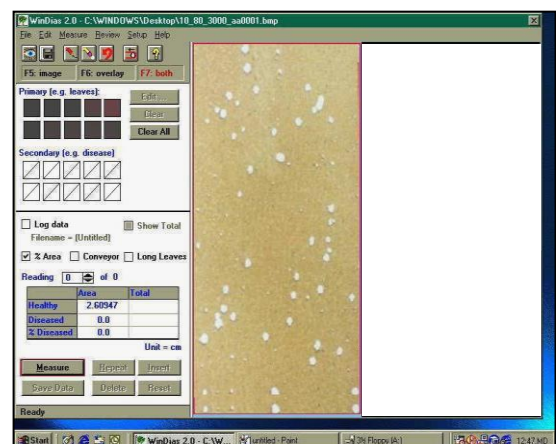 WinDias 2.0 - C:\WINDOWS\Desktop\10_80_3000_aa0001.bmp
File Edit Measure Review Setup Help
F5: image F6: overlay F7: both
Primary (e.g. leaves):
Edit...
Clear
Clear All
Secondary (e.g. disease)
Log data Show Total
Filename = (Untitled)
% Area Conveyor Long Leaves
Reading 0 of 0
Area Total
Healthy 2.60947
Diseased 0.0
% Diseased 0.0
Unit = cm
Measure Repeat Insert
Save Data Delete Reset
Ready
Start WinDias 2.0 - C:\W... untitled - Paint 3½ Floppy (A:) 12:47